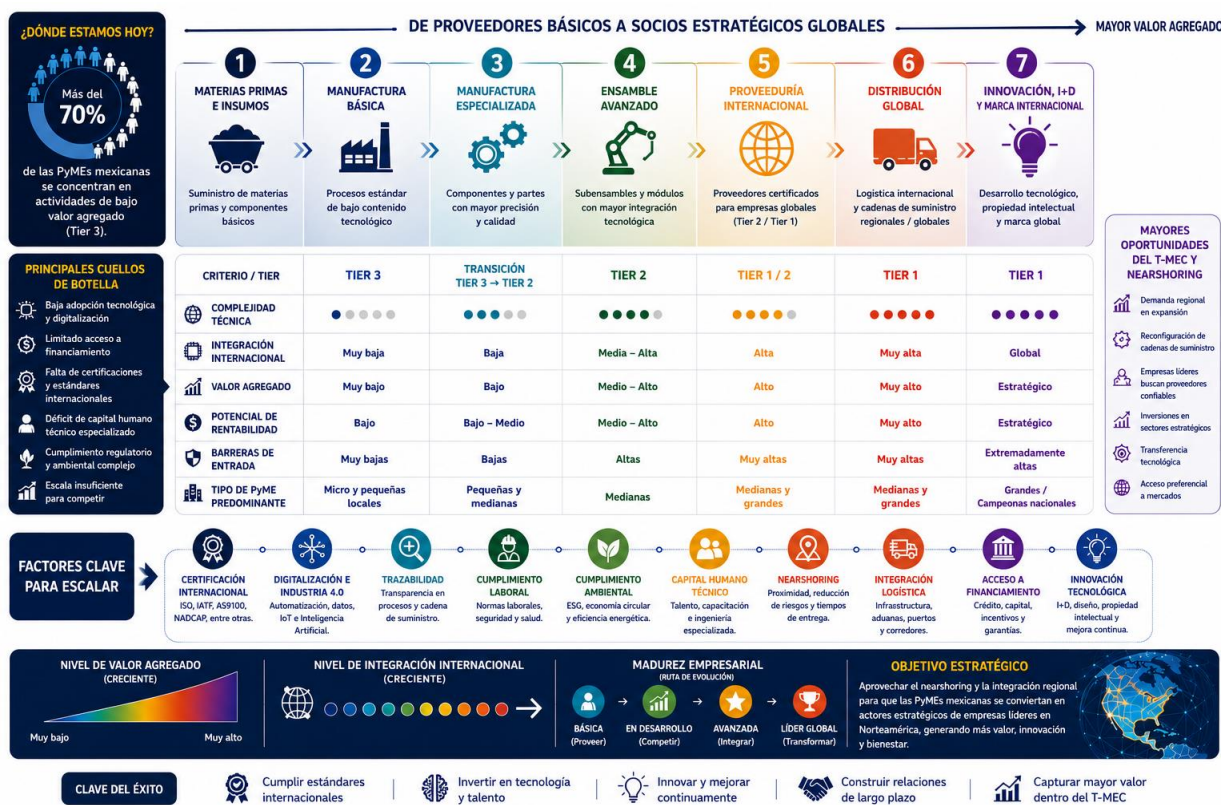 ¿DÓNDE ESTAMOS HOY?
Más del
70%
de las PyMEs mexicanas
se concentran en
actividades de bajo
valor agregado
(Tier 3).
DE PROVEEDORES BÁSICOS A SOCIOS ESTRATÉGICOS GLOBALES
MAYOR VALOR AGREGADO
1
MATERIAS PRIMAS
E INSUMOS
Suministro de materias
primas y componentes
básicos
2
MANUFACTURA
BÁSICA
Procesos estándar
de bajo contenido
tecnológico
3
MANUFACTURA
ESPECIALIZADA
Componentes y partes
con mayor precisión
y calidad
4
ENSAMBLE
AVANZADO
Subensambles y módulos
con mayor integración
tecnológica
5
PROVEEDURÍA
INTERNACIONAL
Proveedores certificados
para empresas globales
(Tier 2 / Tier 1)
6
DISTRIBUCIÓN
GLOBAL
Logística internacional
y cadenas de suministro
regionales / globales
7
INNOVACIÓN, I+D
Y MARCA INTERNACIONAL
Desarrollo tecnológico,
propiedad intelectual
y marca global
PRINCIPALES CUELLOS
DE BOTELLA
Baja adopción tecnológica
y digitalización
Limitado acceso a
financiamiento
Falta de certificaciones
y estándares
internacionales
Déficit de capital humano
técnico especializado
Cumplimiento regulatorio
y ambiental complejo
Escala insuficiente
para competir
CRITERIO / TIER
TIER 3
TRANSICIÓN
TIER 3 → TIER 2
TIER 2
TIER 1 / 2
TIER 1
TIER 1
COMPLEJIDAD
TÉCNICA
INTEGRACIÓN
INTERNACIONAL
Muy baja
Baja
Media – Alta
Alta
Muy alta
Global
VALOR AGREGADO
Muy bajo
Bajo
Medio – Alto
Alto
Muy alto
Estratégico
POTENCIAL DE
RENTABILIDAD
Bajo
Bajo – Medio
Medio – Alto
Alto
Muy alto
Estratégico
BARRERAS DE
ENTRADA
Muy bajas
Bajas
Altas
Muy altas
Muy altas
Extremadamente
altas
TIPO DE PyME
PREDOMINANTE
Micro y pequeñas
locales
Pequeñas y
medianas
Medianas
Medianas y
grandes
Medianas y
grandes
Grandes /
Campeonas nacionales
MAYORES
OPORTUNIDADES
DEL T-MEC Y
NEARSHORING
Demanda regional
en expansión
Reconfiguración de
cadenas de suministro
Empresas líderes
buscan proveedores
confiables
Inversiones en
sectores estratégicos
Transferencia
tecnológica
Acceso preferencial
a mercados
FACTORES CLAVE
PARA ESCALAR
CERTIFICACIÓN
INTERNACIONAL
ISO, IATF, AS9100,
NADCAP, entre otras.
DIGITALIZACIÓN E
INDUSTRIA 4.0
Automatización, datos,
IoT e Inteligencia
Artificial.
TRAZABILIDAD
Transparencia en
procesos y cadena
de suministro.
CUMPLIMIENTO
LABORAL
Normas laborales,
seguridad y salud.
CUMPLIMIENTO
AMBIENTAL
ESG, economía circular
y eficiencia energética.
CAPITAL HUMANO
TÉCNICO
Talento, capacitación
e ingeniería
especializada.
NEARSHORING
Proximidad, reducción
de riesgos y tiempos
de entrega.
INTEGRACIÓN
LOGÍSTICA
Infraestructura,
aduanas, puertos
y corredores.
ACCESO A
FINANCIAMIENTO
Crédito, capital,
incentivos y
garantías.
INNOVACIÓN
TECNOLÓGICA
I+D, diseño, propiedad
intelectual y
mejora continua.
NIVEL DE VALOR AGREGADO
(CRECIENTE)
Muy bajo
Muy alto
NIVEL DE INTEGRACIÓN INTERNACIONAL
(CRECIENTE)
MADUREZ EMPRESARIAL
(RUTA DE EVOLUCIÓN)
BÁSICA
(Proveer)
EN DESARROLLO
(Competir)
AVANZADA
(Integrar)
LÍDER GLOBAL
(Transformar)
OBJETIVO ESTRATÉGICO
Aprovechar el nearshoring y la integración regional
para que las PyMEs mexicanas se conviertan en
actores estratégicos de empresas líderes en
Norteamérica, generando más valor, innovación
y bienestar.
CLAVE DEL ÉXITO
Cumplir estándares
internacionales
Invertir en tecnología
y talento
Innovar y mejorar
continuamente
Construir relaciones
de largo plazo
Capturar mayor valor
dentro del T-MEC